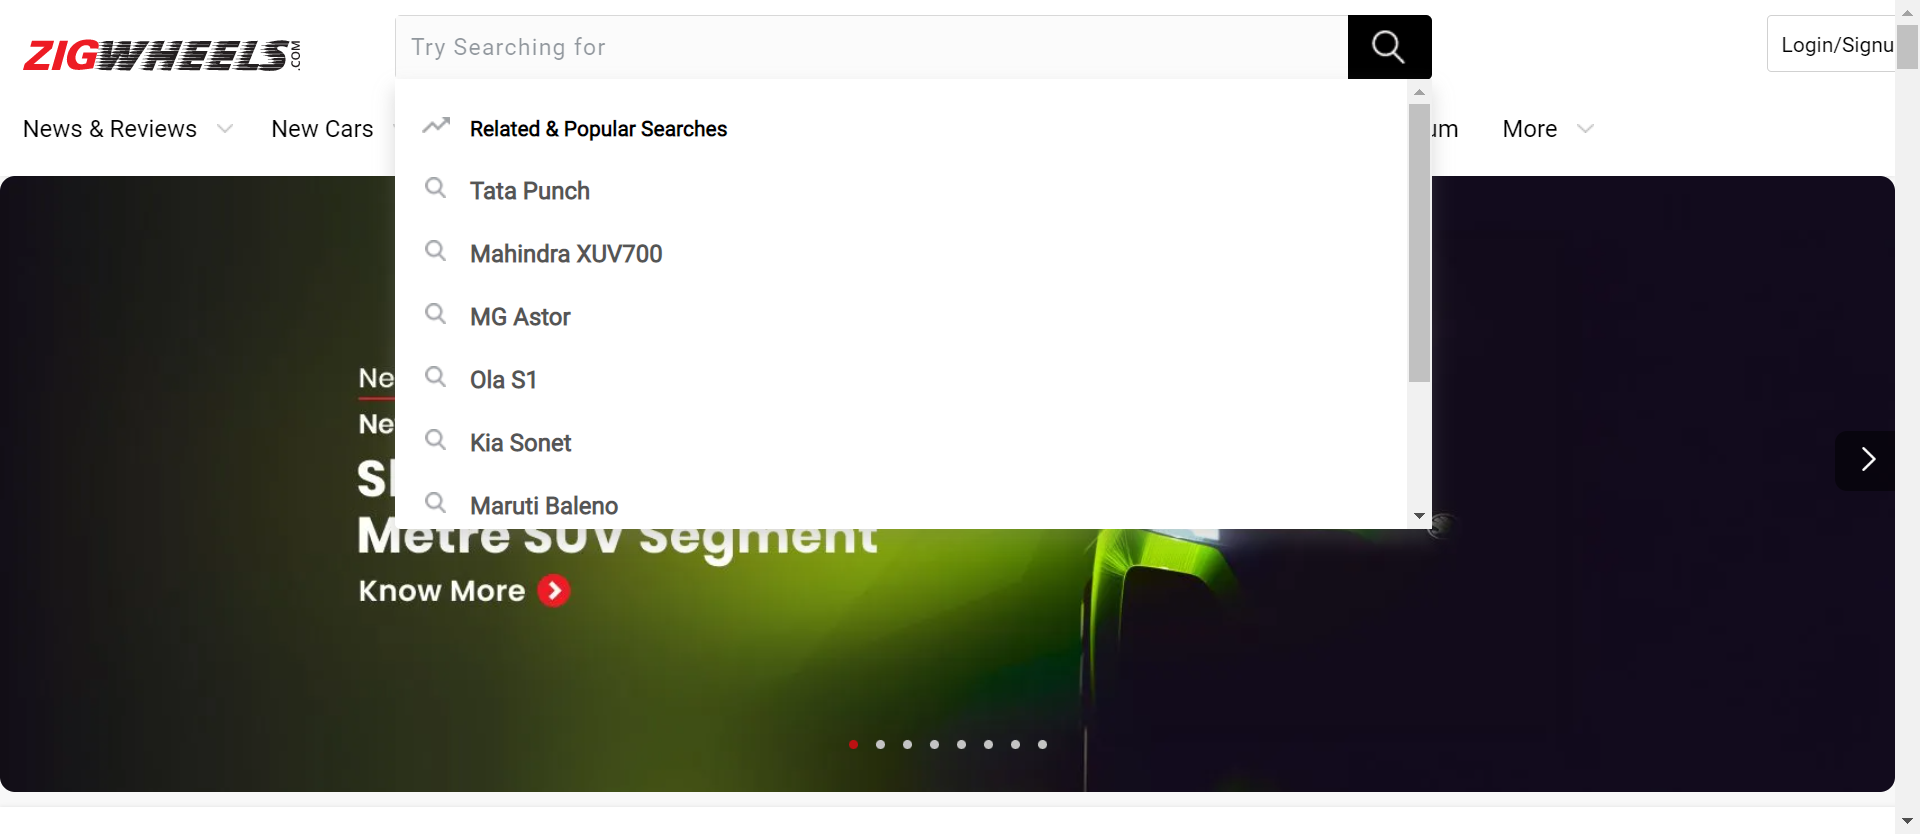 ZIGWHEELS.COM
Try Searching for
Login/Signu
News & Reviews
New Cars
um
More
Related & Popular Searches
Tata Punch
Mahindra XUV700
MG Astor
Ola S1
Kia Sonet
Maruti Baleno
Ne
Ne
Metre SUV Segment
Know More